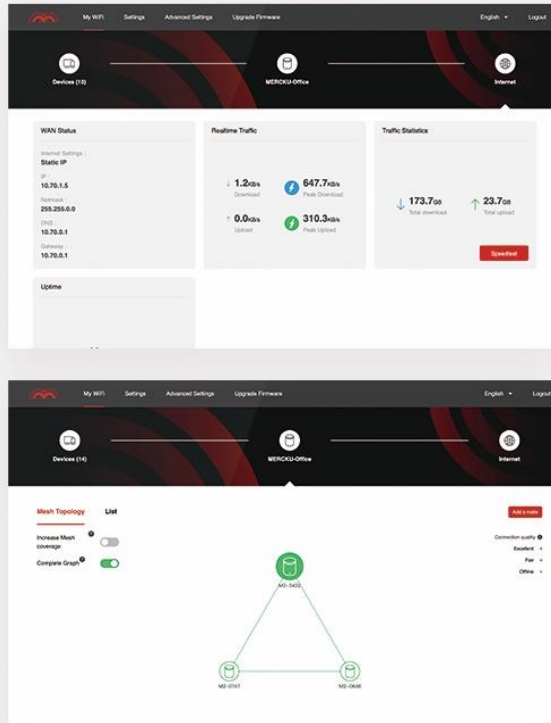 My WiFi Settings Advanced Settings Upgrade Firmware English Logout
Devices (13) MERCKU-Office Internet
WAN Status
Internet Settings :
Static IP
IP :
10.70.1.5
Netmask :
255.255.0.0
DNS :
10.70.0.1
Gateway :
10.70.0.1
Realtime Traffic
1.2KB/s
Download
647.7KB/s
Peak Download
0.0KB/s
Upload
310.3KB/s
Peak Upload
Traffic Statistics
173.7GB
Total download
23.7GB
Total upload
Speedtest
Uptime
My WiFi Settings Advanced Settings Upgrade Firmware English Logout
Devices (14) MERCKU-Office Internet
Mesh Topology List
Add a node
Increase Mesh
coverage
Complete Graph
Connection quality
Excellent
Fair
Offline